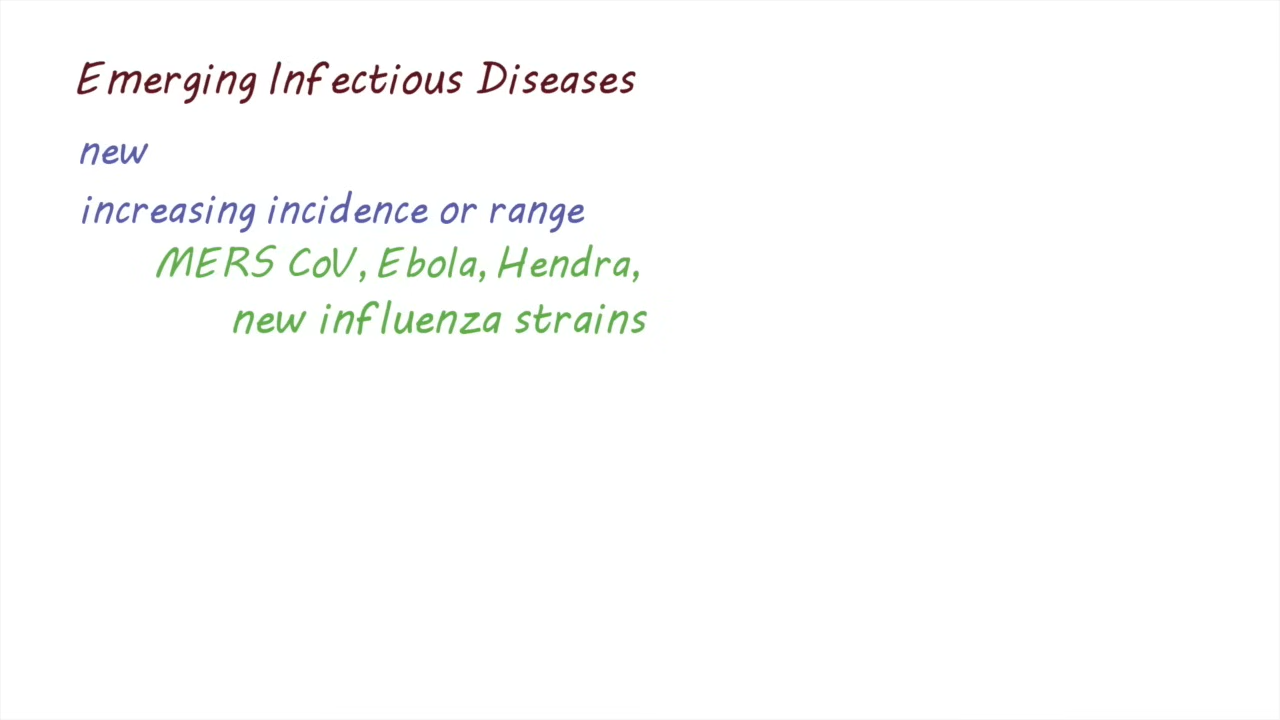 Emerging Infectious Diseases
new
increasing incidence or range
MERS CoV, Ebola, Hendra,
new influenza strains